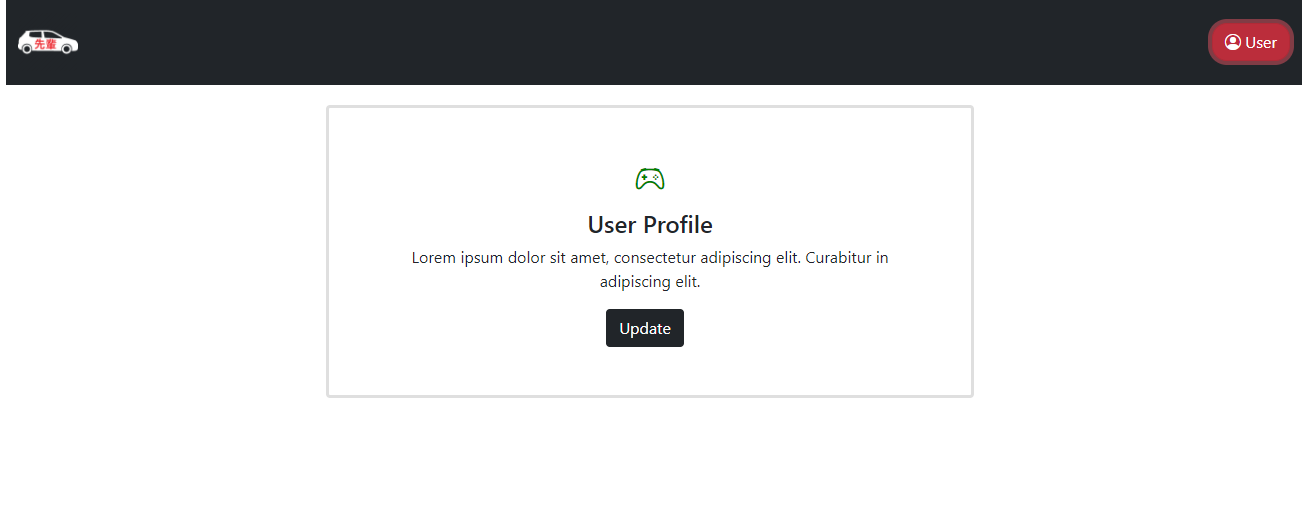 先輩
User
User Profile
Lorem ipsum dolor sit amet, consectetur adipiscing elit. Curabitur in
adipiscing elit.
Update